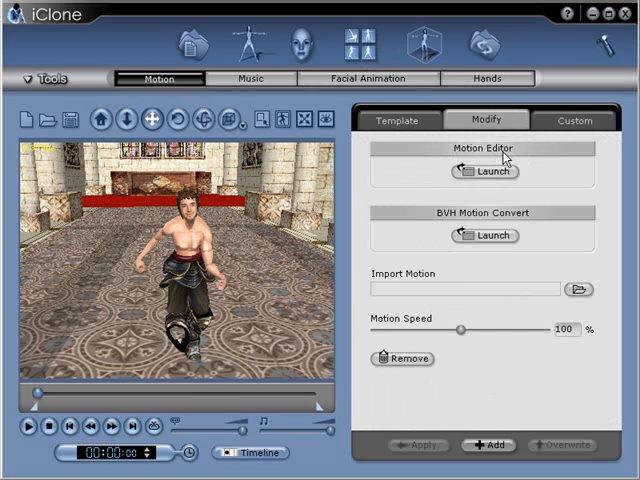 iClone
?
Tools
Motion
Music
Facial Animation
Hands
Template
Modify
Custom
Motion Editor
Launch
BVH Motion Convert
Launch
Import Motion
Motion Speed
100 %
Remove
00:00:00
Timeline
Apply
Add
Overwrite